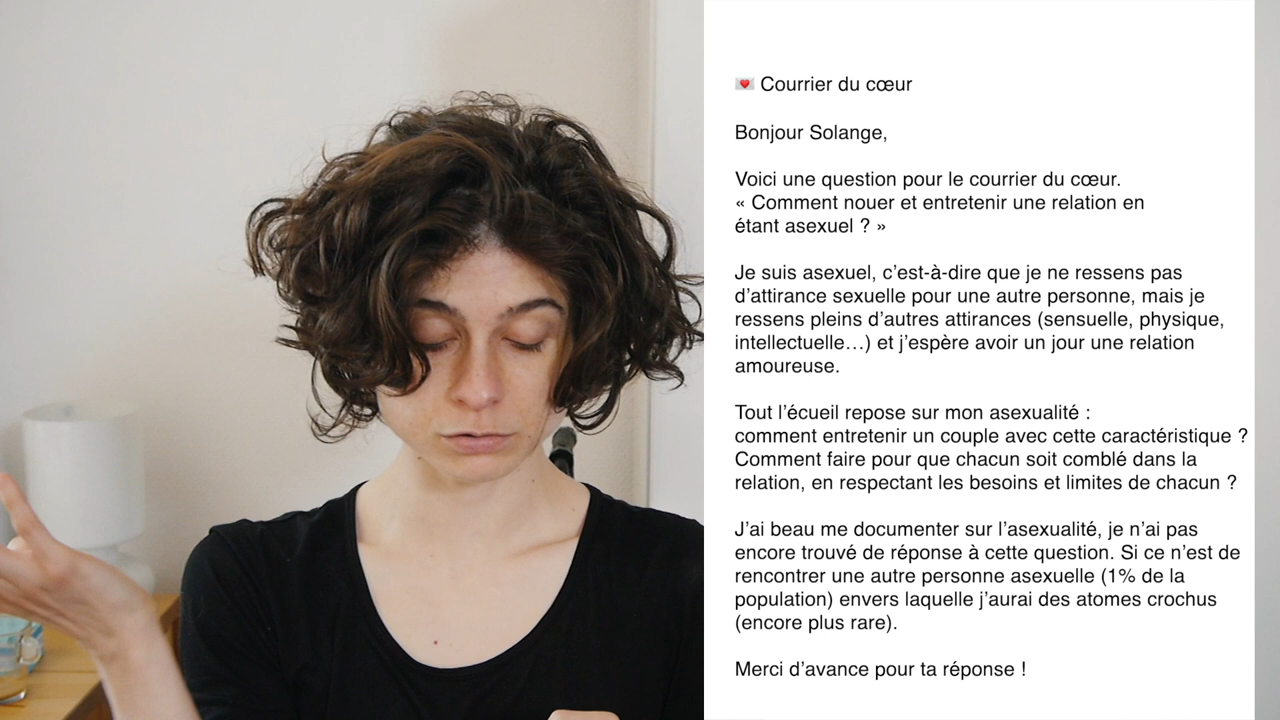 💌 Courrier du cœur
Bonjour Solange,
Voici une question pour le courrier du cœur.
« Comment nouer et entretenir une relation en
étant asexuel ? »
Je suis asexuel, c’est-à-dire que je ne ressens pas
d’attirance sexuelle pour une autre personne, mais je
ressens pleins d’autres attirances (sensuelle, physique,
intellectuelle…) et j’espère avoir un jour une relation
amoureuse.
Tout l’écueil repose sur mon asexualité :
comment entretenir un couple avec cette caractéristique ?
Comment faire pour que chacun soit comblé dans la
relation, en respectant les besoins et limites de chacun ?
J’ai beau me documenter sur l’asexualité, je n’ai pas
encore trouvé de réponse à cette question. Si ce n’est de
rencontrer une autre personne asexuelle (1% de la
population) envers laquelle j’aurai des atomes crochus
(encore plus rare).
Merci d’avance pour ta réponse !